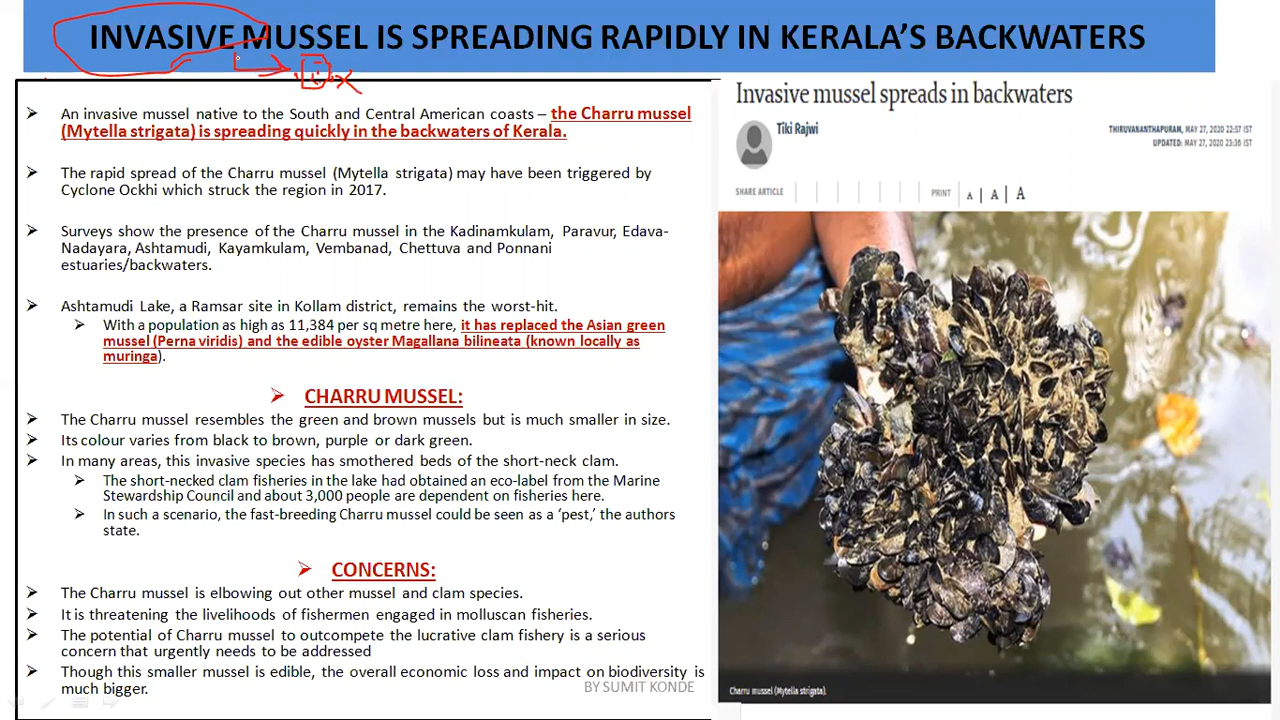 INVASIVE MUSSEL IS SPREADING RAPIDLY IN KERALA'S BACKWATERS
An invasive mussel native to the South and Central American coasts – the Charru mussel
(Mytella strigata) is spreading quickly in the backwaters of Kerala.
The rapid spread of the Charru mussel (Mytella strigata) may have been triggered by
Cyclone Ockhi which struck the region in 2017.
Surveys show the presence of the Charru mussel in the Kadinamkulam, Paravur, Edava-
Nadayara, Ashtamudi, Kayamkulam, Vembanad, Chettuva and Ponnani
estuaries/backwaters.
Ashtamudi Lake, a Ramsar site in Kollam district, remains the worst-hit.
With a population as high as 11,384 per sq metre here, it has replaced the Asian green
mussel (Perna viridis) and the edible oyster Magallana bilineata (known locally as
muringa).
CHARRU MUSSEL:
The Charru mussel resembles the green and brown mussels but is much smaller in size.
Its colour varies from black to brown, purple or dark green.
In many areas, this invasive species has smothered beds of the short-neck clam.
The short-necked clam fisheries in the lake had obtained an eco-label from the Marine
Stewardship Council and about 3,000 people are dependent on fisheries here.
In such a scenario, the fast-breeding Charru mussel could be seen as a 'pest,' the authors
state.
CONCERNS:
The Charru mussel is elbowing out other mussel and clam species.
It is threatening the livelihoods of fishermen engaged in molluscan fisheries.
The potential of Charru mussel to outcompete the lucrative clam fishery is a serious
concern that urgently needs to be addressed
Though this smaller mussel is edible, the overall economic loss and impact on biodiversity is
much bigger.
BY SUMIT KONDE
Invasive mussel spreads in backwaters
Tiki Rajwi
THIRUVANANTHAPURAM, MAY 27, 2020 22:57 IST
UPDATED: MAY 27, 2020 23:36 IST
SHARE ARTICLE PRINT A A A
Charru mussel (Mytella strigata).